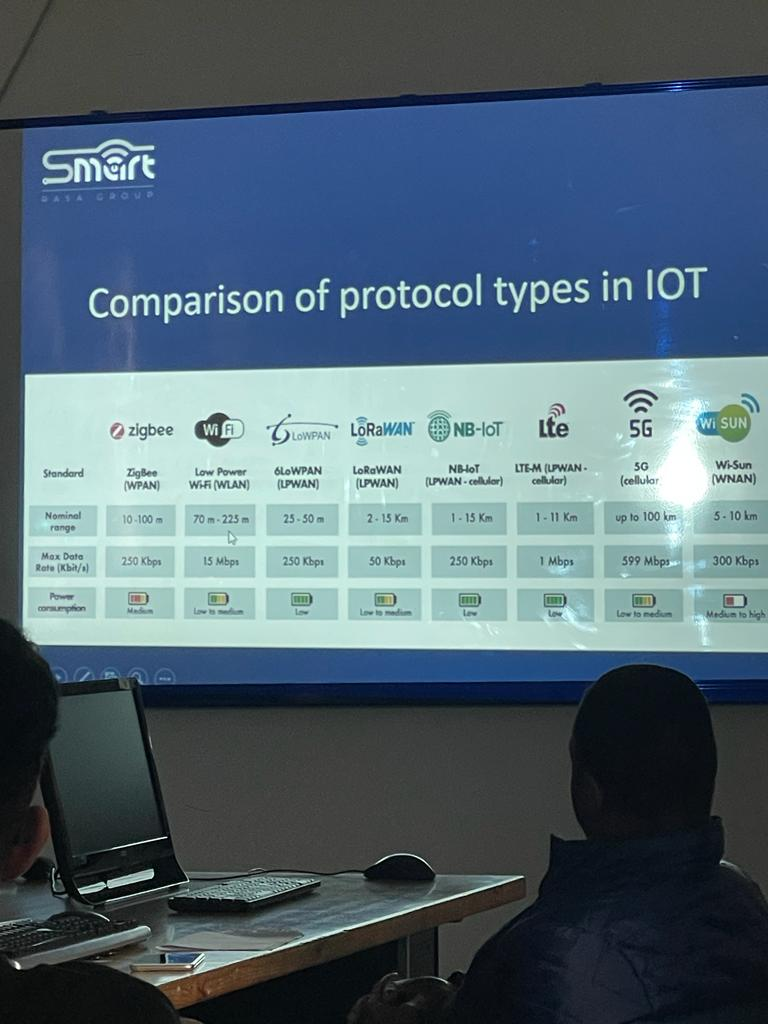 Smart
RASA GROUP
Comparison of protocol types in IOT
zigbee Wi Fi 6LoWPAN LoRaWAN NB-IoT Lte 5G Wi SUN
Standard ZigBee (WPAN) Low Power Wi-Fi (WLAN) 6LoWPAN (LPWAN) LoRaWAN (LPWAN) NB-IoT (LPWAN - cellular) LTE-M (LPWAN - cellular) 5G (cellular) Wi-Sun (WNAN)
Nominal range 10-100 m 70 m - 225 m 25 - 50 m 2 - 15 Km 1 - 15 Km 1 - 11 Km up to 100 km 5 - 10 km
Max Data Rate (Kbit/s) 250 Kbps 15 Mbps 250 Kbps 50 Kbps 250 Kbps 1 Mbps 599 Mbps 300 Kbps
Power consumption Medium Low to medium Low Low to medium Low Low Low to medium Medium to high